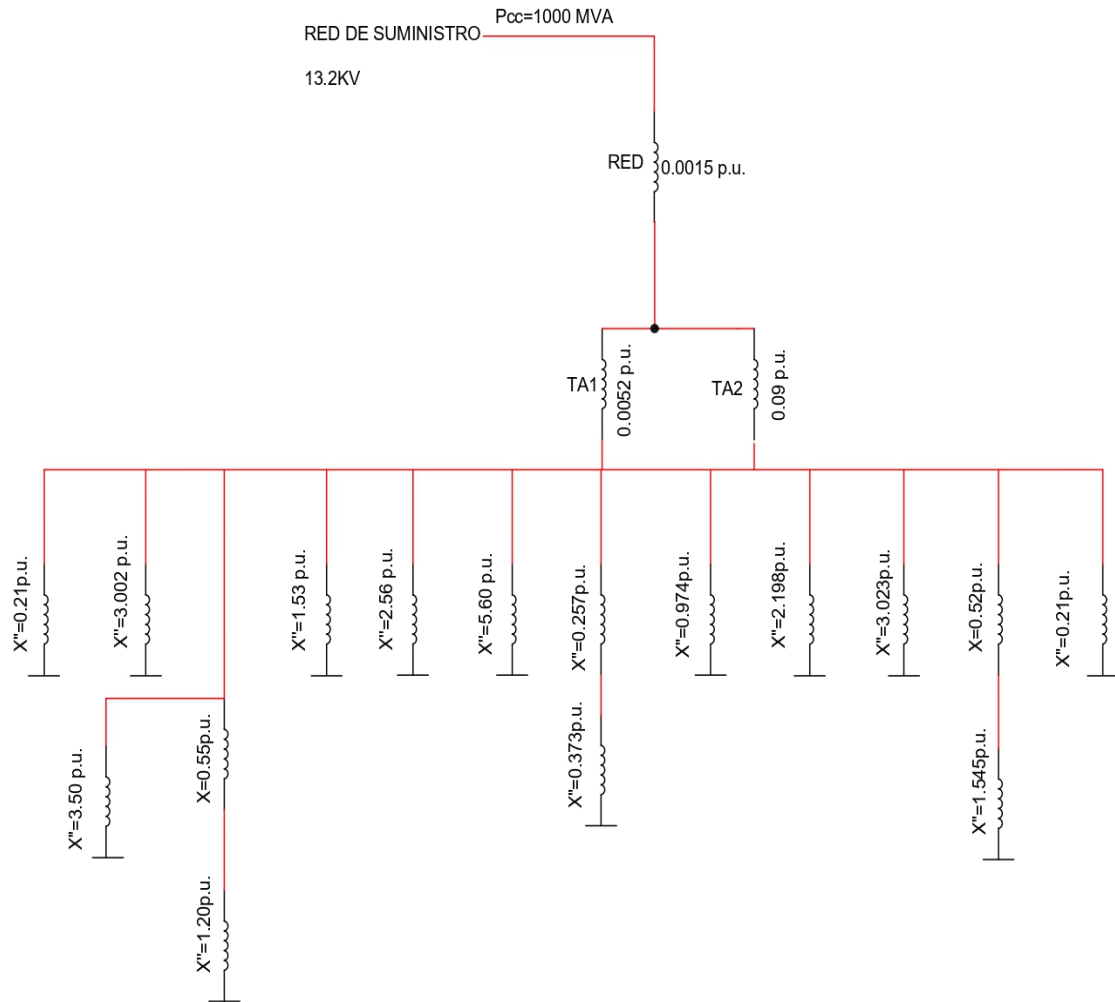 Pcc=1000 MVA
RED DE SUMINISTRO
13.2KV
RED
0.0015 p.u.
TA1
0.0052 p.u.
TA2
0.09 p.u.
X"=0.21p.u.
X"=3.002 p.u.
X"=1.53 p.u.
X"=2.56 p.u.
X"=5.60 p.u.
X"=0.257p.u.
X"=0.974p.u.
X"=2.198p.u.
X"=3.023p.u.
X=0.52p.u.
X"=0.21p.u.
X"=3.50 p.u.
X=0.55p.u.
X"=0.373p.u.
X"=1.545p.u.
X"=1.20p.u.